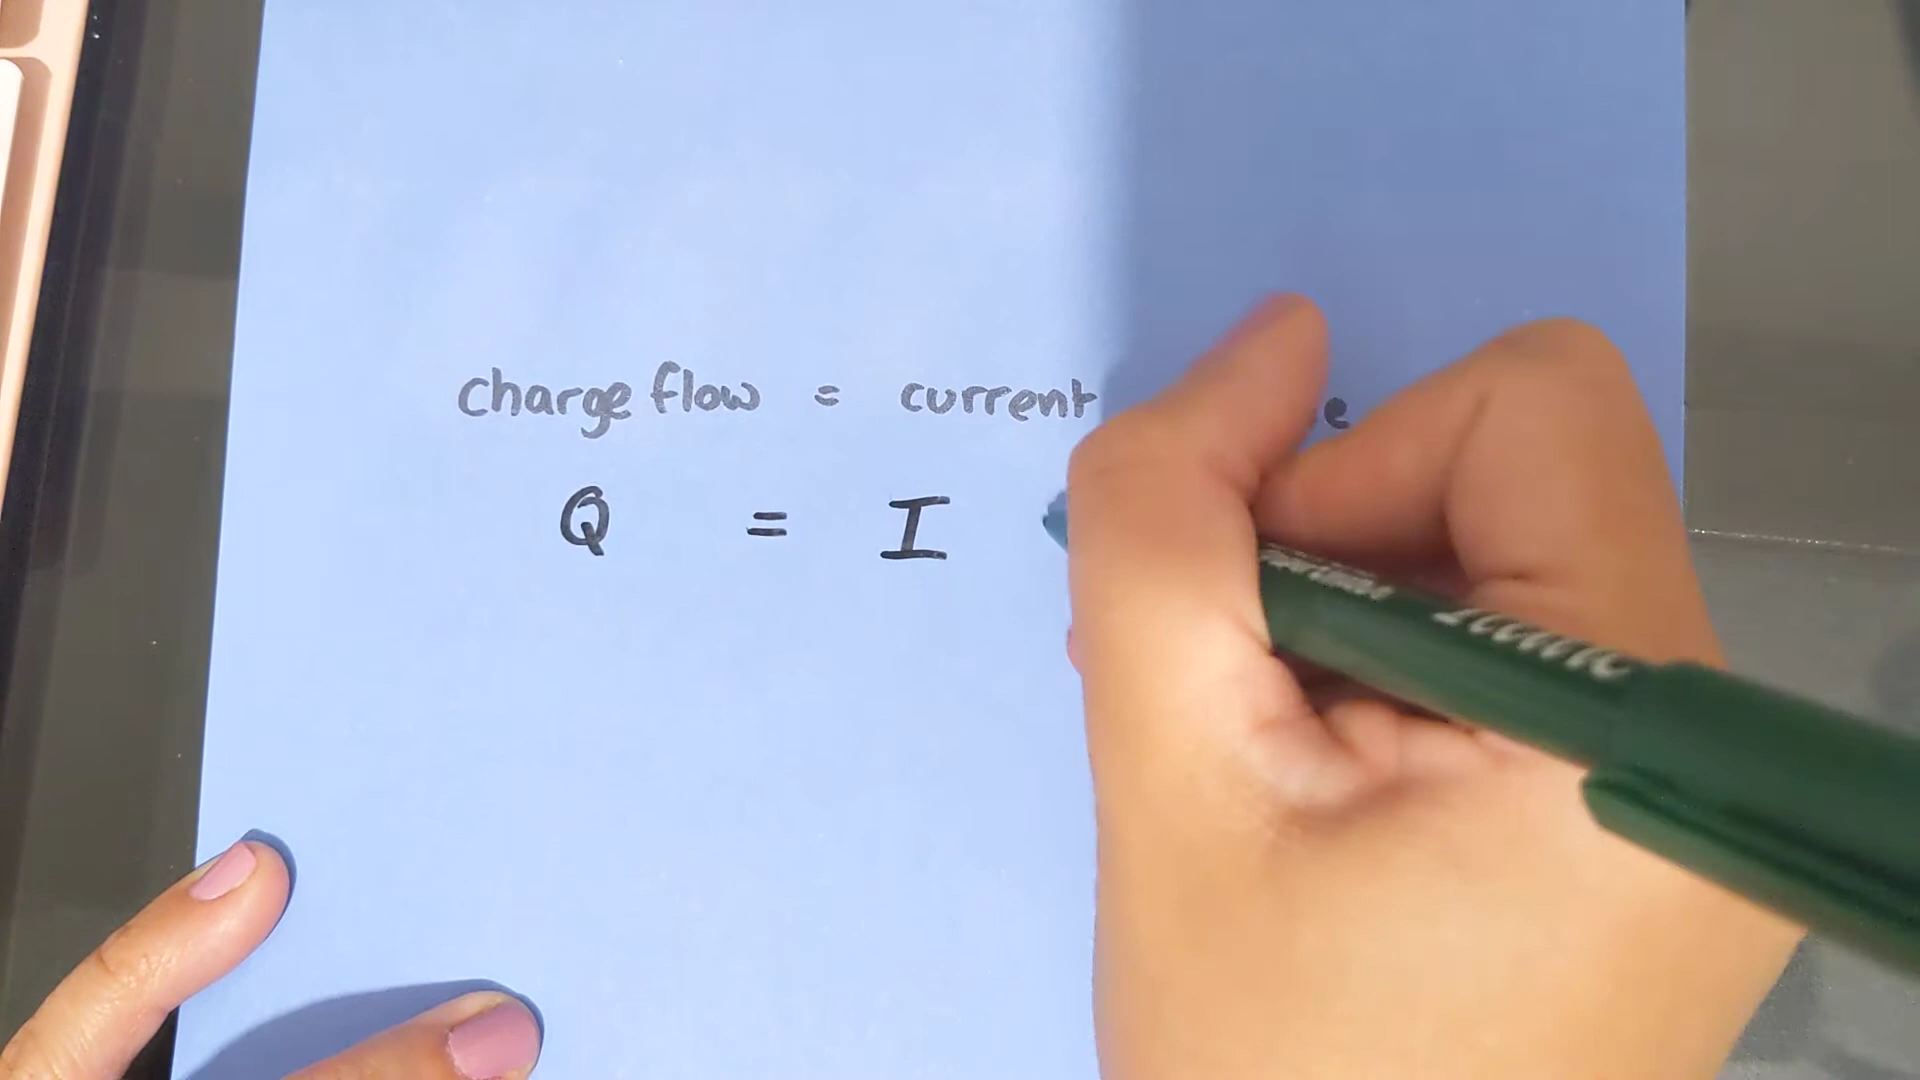 charge flow = current
Q = I